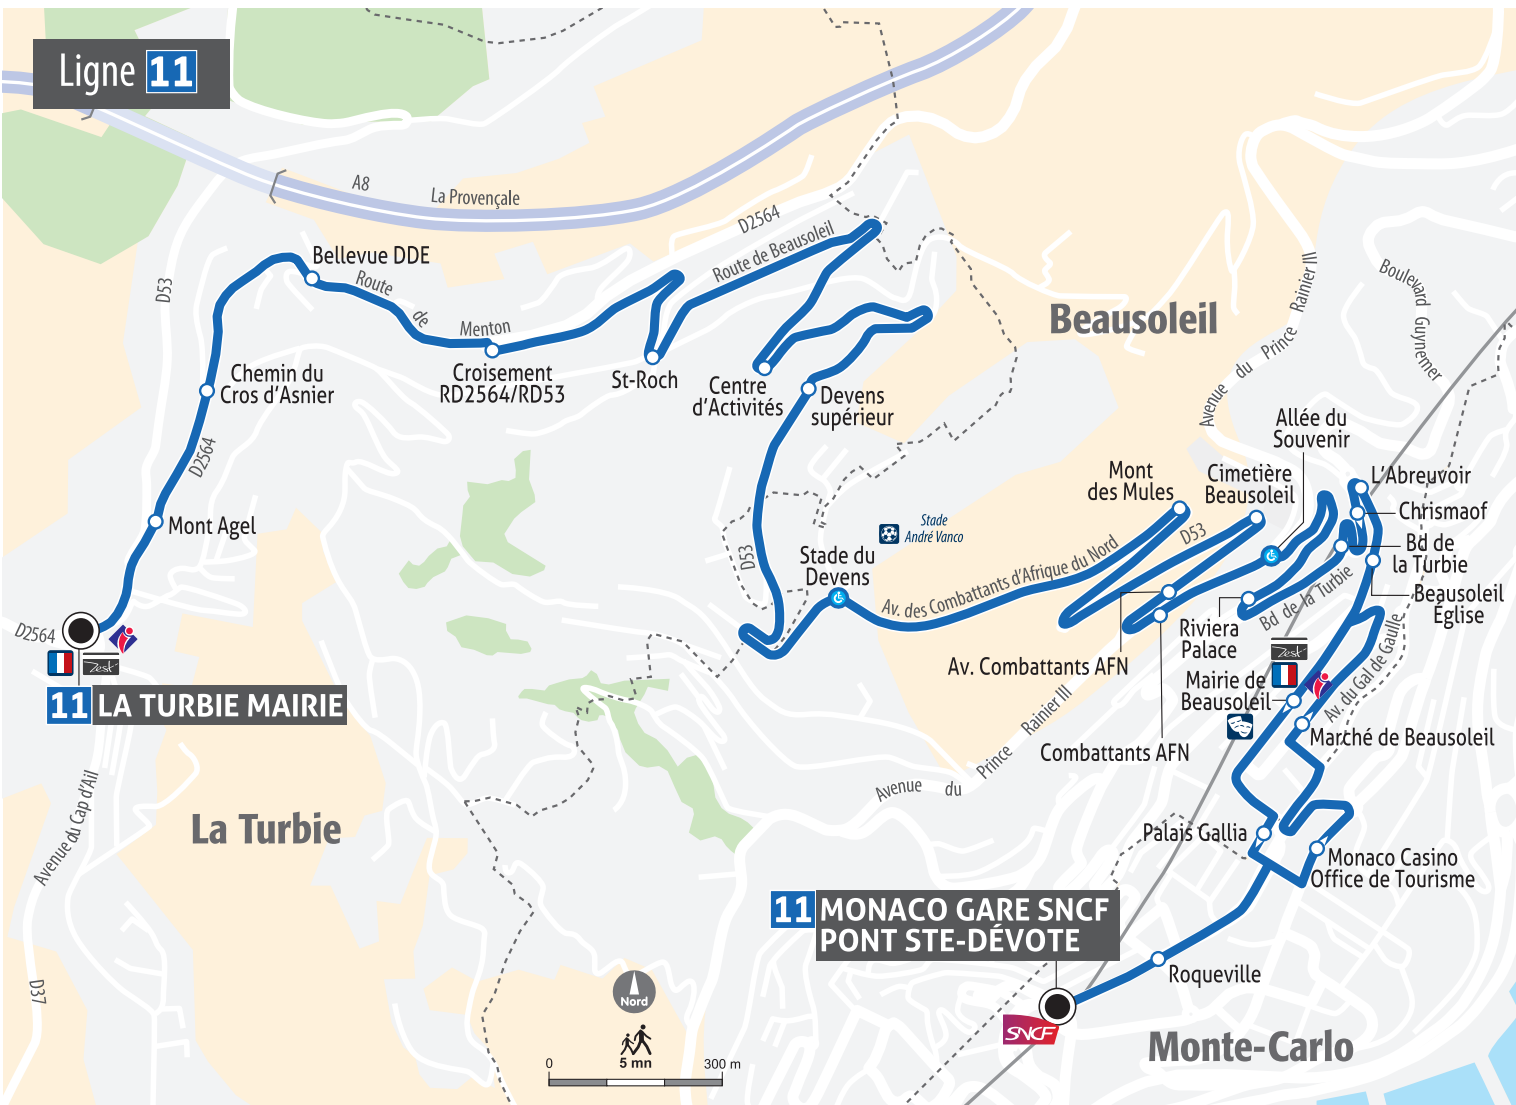 Ligne 11
A8
La Provençale
D2564
Route de Beausoleil
D53
Bellevue DDE
Route
de
Menton
Croisement
RD2564/RD53
St-Roch
Centre
d'Activités
Devens
supérieur
Chemin du
Cros d'Asnier
D2564
Mont Agel
D2564
Zest
11 LA TURBIE MAIRIE
Beausoleil
Avenue du Prince Rainier III
Boulevard Guynemer
Allée du
Souvenir
Mont
des Mules
Cimetière
Beausoleil
L'Abreuvoir
Chrismaof
Bd de
la Turbie
Beausoleil
Église
D53
Stade
André Vanco
Stade du
Devens
D53
Av. des Combattants d'Afrique du Nord
Av. Combattants AFN
Combattants AFN
Riviera
Palace
Bd de la Turbie
Zest
Mairie de
Beausoleil
Av. du Gal de Gaulle
Marché de Beausoleil
Avenue du Prince Rainier III
Palais Gallia
Monaco Casino
Office de Tourisme
La Turbie
Avenue du Cap d'Ail
D37
11 MONACO GARE SNCF
PONT STE-DÉVOTE
Roqueville
SNCF
Monte-Carlo
Nord
0 5 mn 300 m